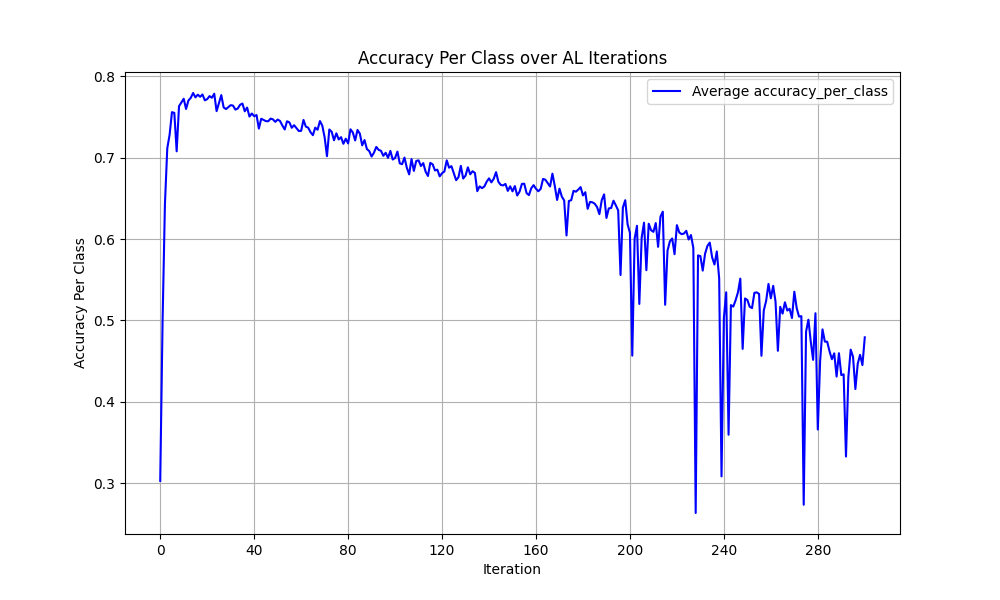 Accuracy Per Class over AL Iterations
Average accuracy_per_class
Accuracy Per Class
0.8
0.7
0.6
0.5
0.4
0.3
0 40 80 120 160 200 240 280
Iteration